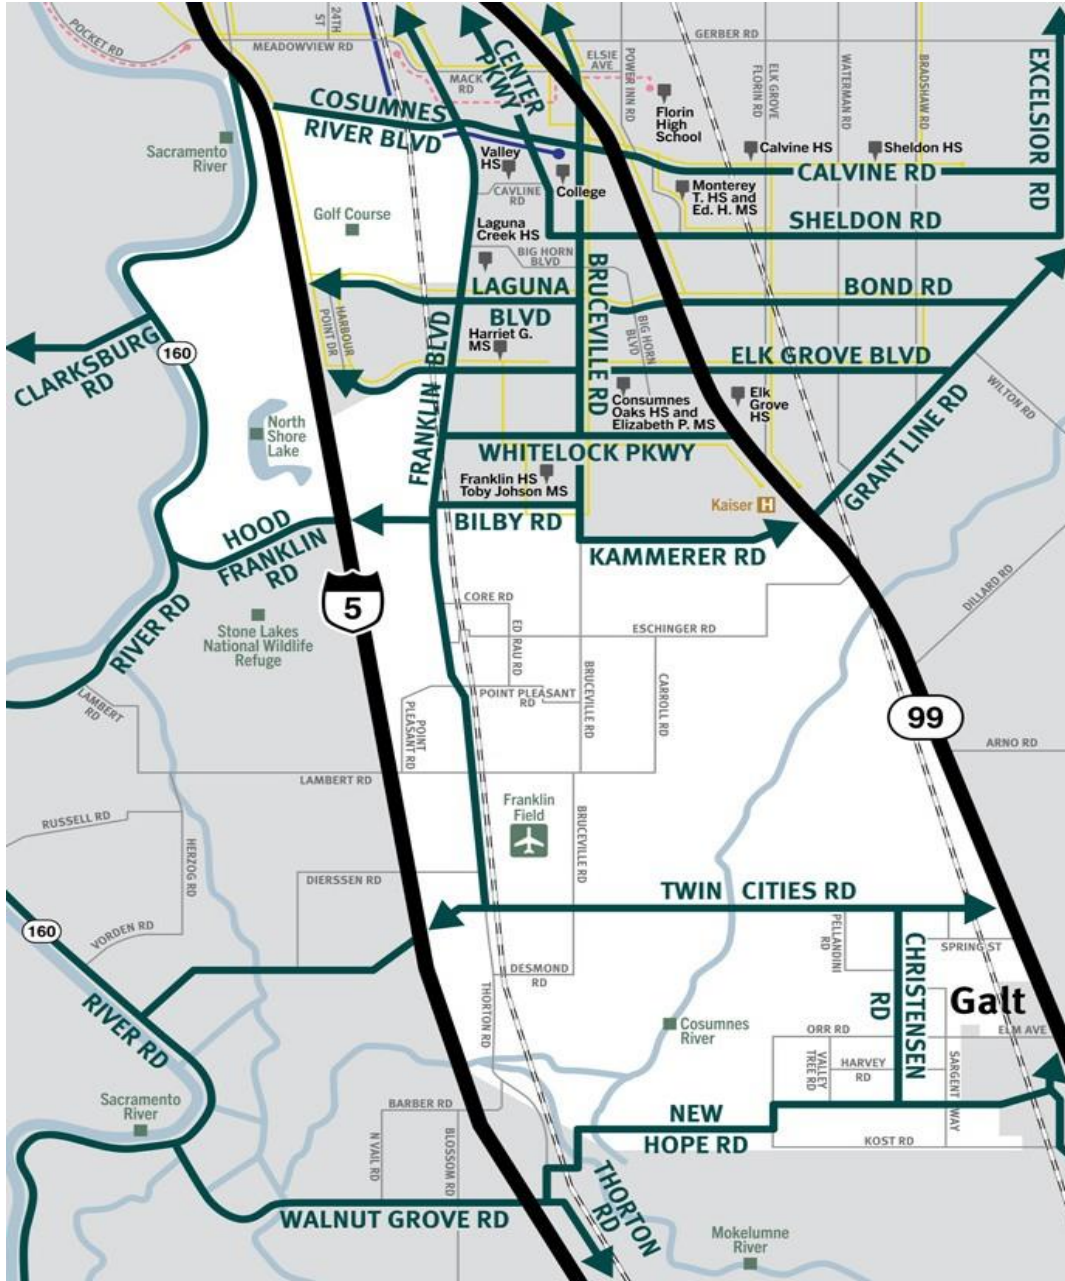 POCKET RD
24TH
ST
MEADOWVIEW RD
MACK
RD
CENTER
PKWY
ELSIE
AVE
POWER INN RD
GERBER RD
ELK GROVE
FLORIN RD
WATERMAN RD
BRADSHAW RD
EXCELSIOR
RD
COSUMNES
RIVER BLVD
Florin
High
School
Sacramento
River
Valley
HS
College
CAVLINE
RD
Calvine HS
Sheldon HS
CALVINE RD
Monterey
T. HS and
Ed. H. MS
SHELDON RD
Golf Course
Laguna
Creek HS
BIG HORN
BLVD
BRUCEVILLE RD
LAGUNA
BLVD
BOND RD
HARBOUR
POINT DR
FRANKLIN BLVD
Harriet G.
MS
BIG HORN
BLVD
ELK GROVE BLVD
160
CLARKSBURG
RD
WILTON RD
Consumnes
Oaks HS and
Elizabeth P. MS
Elk
Grove
HS
GRANT LINE RD
North
Shore
Lake
WHITELOCK PKWY
Franklin HS
Toby Johson MS
Kaiser H
BILBY RD
HOOD
FRANKLIN
RD
KAMMERER RD
DILLARD RD
5
CORE RD
ED RAU RD
ESCHINGER RD
RIVER RD
Stone Lakes
National Wildlife
Refuge
LAMBERT
RD
POINT
PLEASANT RD
POINT PLEASANT
RD
BRUCEVILLE RD
CARROLL RD
99
ARNO RD
LAMBERT RD
Franklin
Field
BRUCEVILLE RD
RUSSELL RD
HERZOG RD
DIERSSEN RD
TWIN CITIES RD
160
VORDEN RD
PELLANDINI
RD
CHRISTENSEN
RD
SPRING ST
DESMOND
RD
THORTON RD
RIVER RD
Galt
Cosumnes
River
ORR RD
ELM AVE
VALLEY
TREE RD
HARVEY
RD
SARGENT WAY
Sacramento
River
BARBER RD
N VAIL RD
BLOSSOM RD
NEW
HOPE RD
KOST RD
THORTON
RD
WALNUT GROVE RD
Mokelumne
River